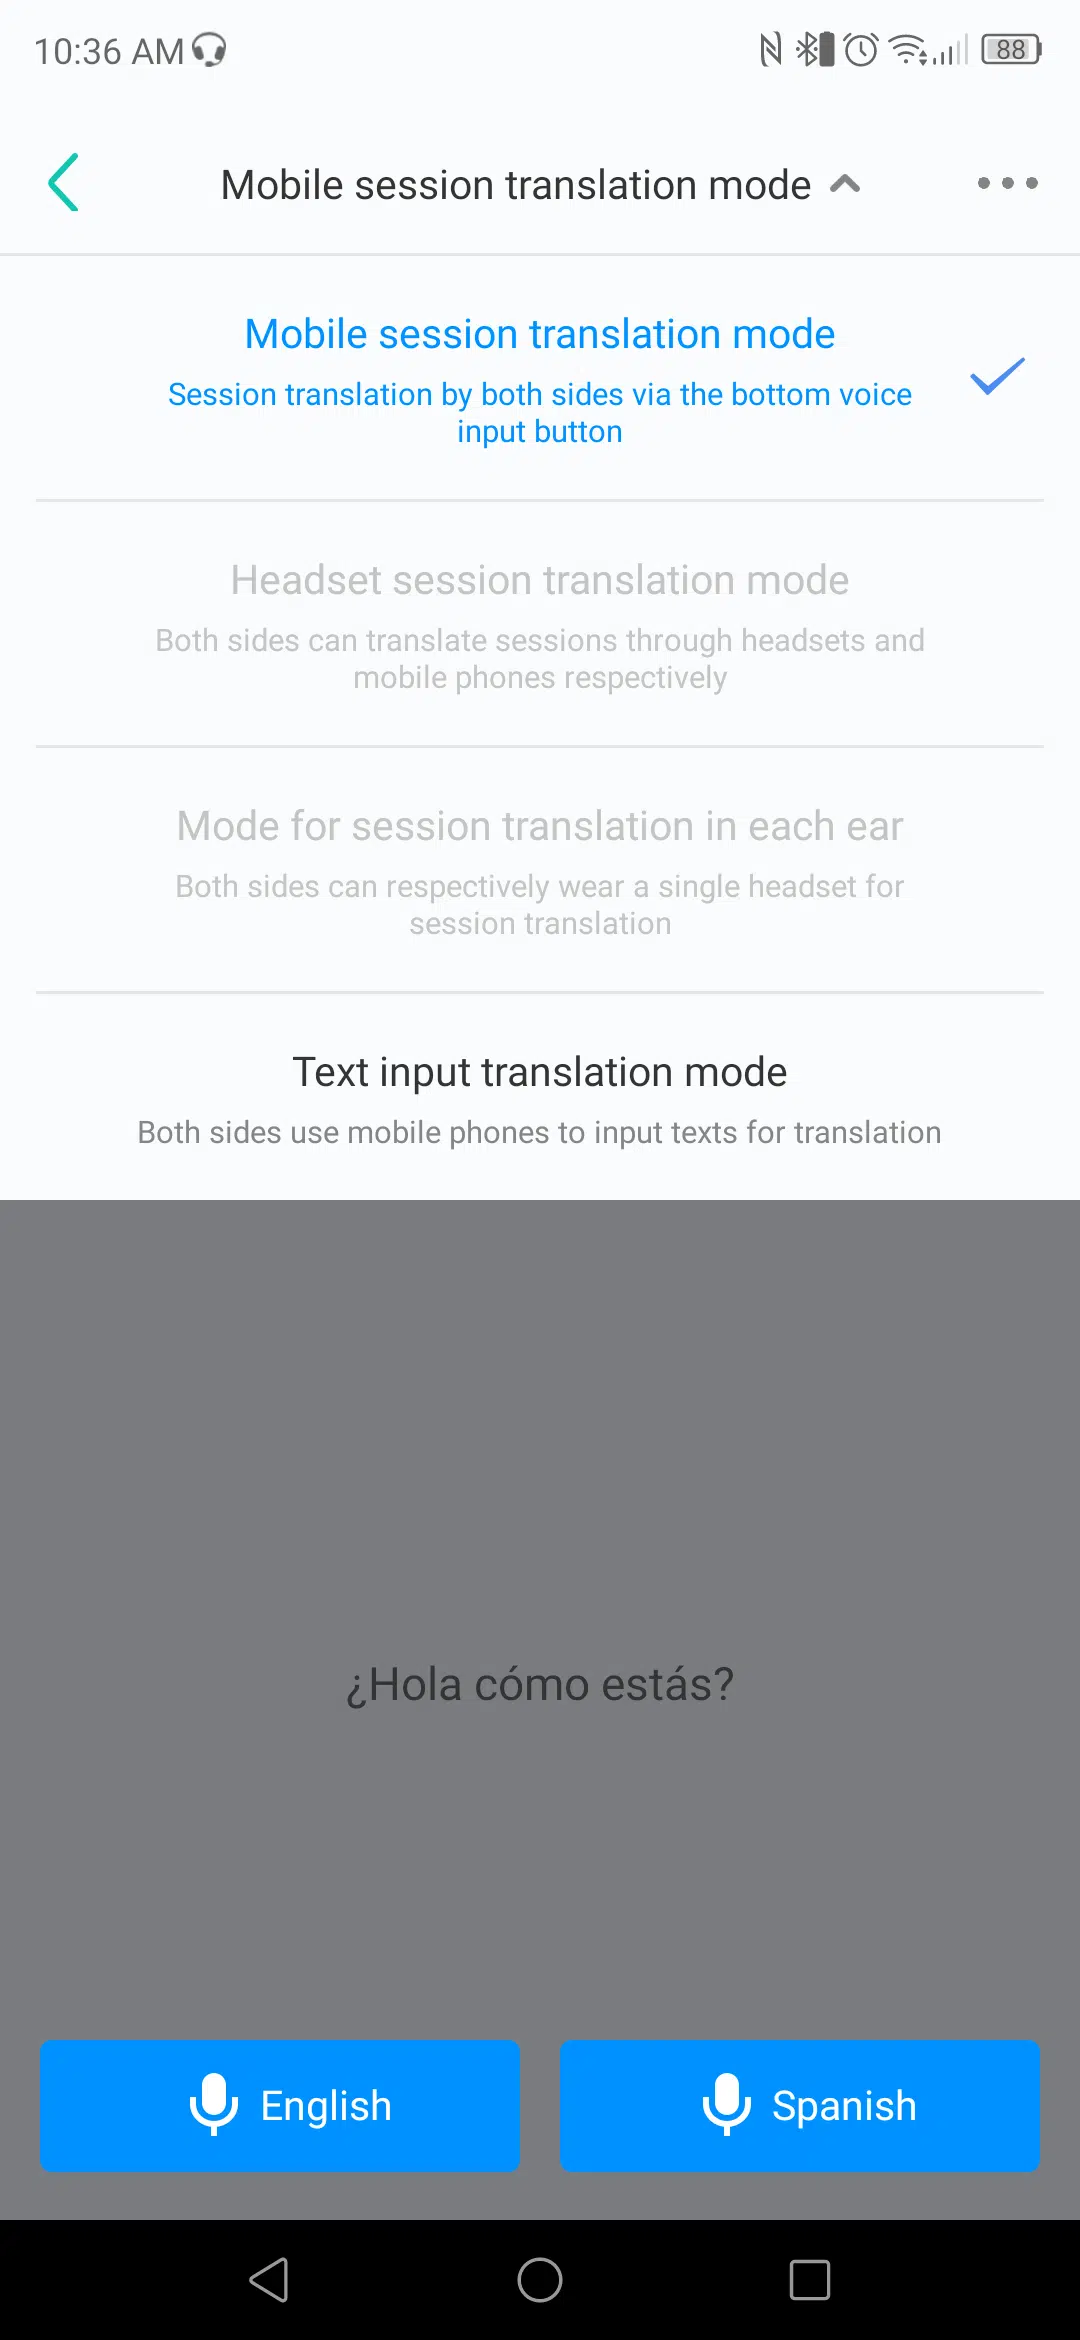 10:36 AM
88
Mobile session translation mode
Mobile session translation mode
Session translation by both sides via the bottom voice
input button
Headset session translation mode
Both sides can translate sessions through headsets and
mobile phones respectively
Mode for session translation in each ear
Both sides can respectively wear a single headset for
session translation
Text input translation mode
Both sides use mobile phones to input texts for translation
¿Hola cómo estás?
English
Spanish